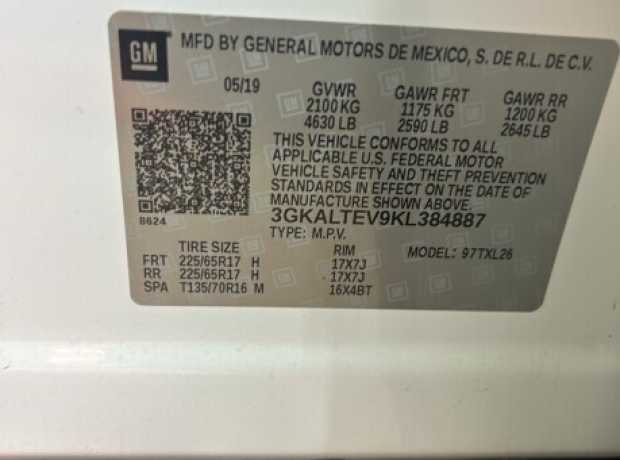 GM MFD BY GENERAL MOTORS DE MEXICO, S. DE R.L. DE C.V.
05/19 GVWR GAWR FRT GAWR RR
2100 KG 1175 KG 1200 KG
4630 LB 2590 LB 2645 LB
THIS VEHICLE CONFORMS TO ALL
APPLICABLE U.S. FEDERAL MOTOR
VEHICLE SAFETY AND THEFT PREVENTION
STANDARDS IN EFFECT ON THE DATE OF
MANUFACTURE SHOWN ABOVE.
B624 3GKALTEV9KL384887
TYPE: M.P.V.
TIRE SIZE RIM MODEL: 97TXL26
FRT 225/65R17 H 17X7J
RR 225/65R17 H 17X7J
SPA T135/70R16 M 16X4BT